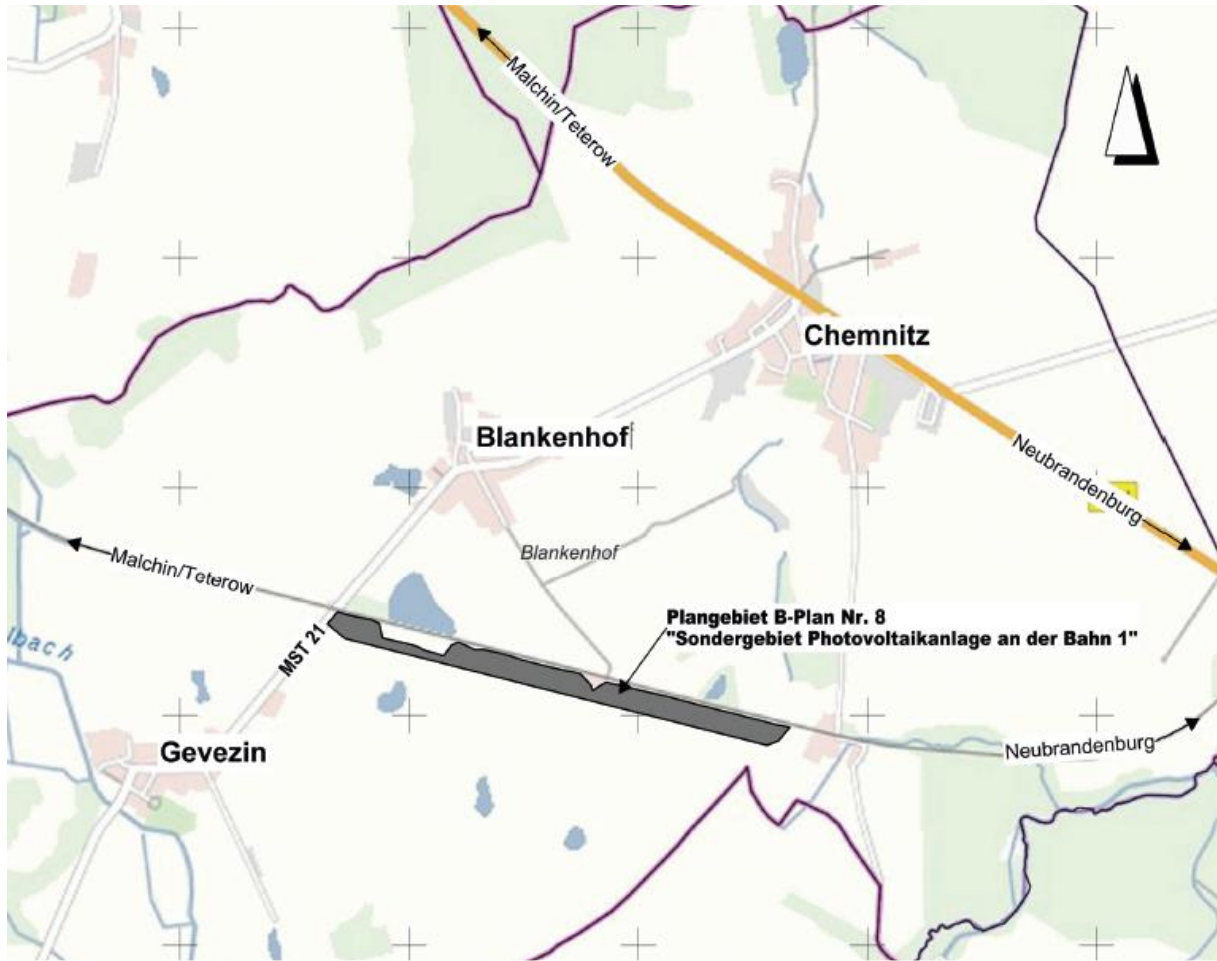 Malchin/Teterow
Chemnitz
Blankenhof
Neubrandenburg
Blankenhof
Malchin/Teterow
Plangebiet B-Plan Nr. 8
"Sondergebiet Photovoltaikanlage an der Bahn 1"
MST 21
bach
Gevezin
Neubrandenburg